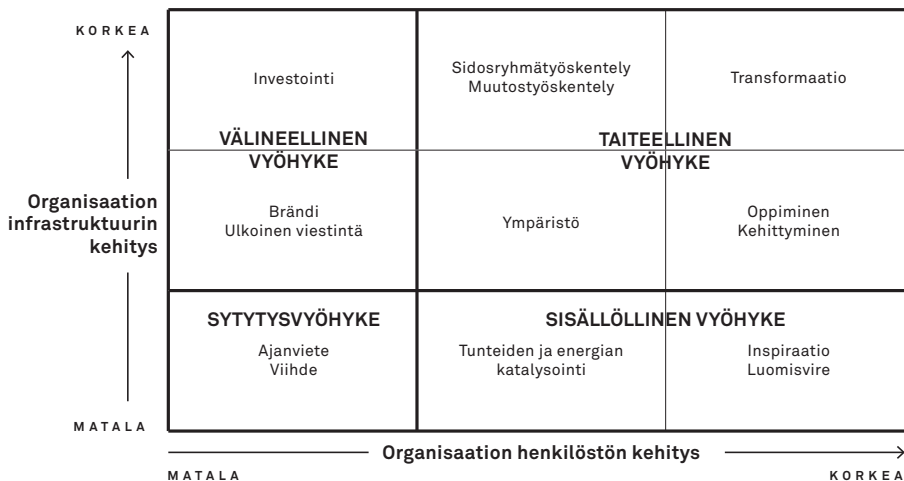 KORKEA
Investointi
Sidosryhmätyöskentely
Muutostyöskentely
Transformaatio
VÄLINEELLINEN
VYÖHYKE
TAITEELLINEN
VYÖHYKE
Organisaation
infrastruktuurin
kehitys
Brändi
Ulkoinen viestintä
Ympäristö
Oppiminen
Kehittyminen
SYTYTYSVYÖHYKE
SISÄLLÖLLINEN VYÖHYKE
Ajanviete
Viihde
Tunteiden ja energian
katalysointi
Inspiraatio
Luomisvire
MATALA
Organisaation henkilöstön kehitys
MATALA
KORKEA